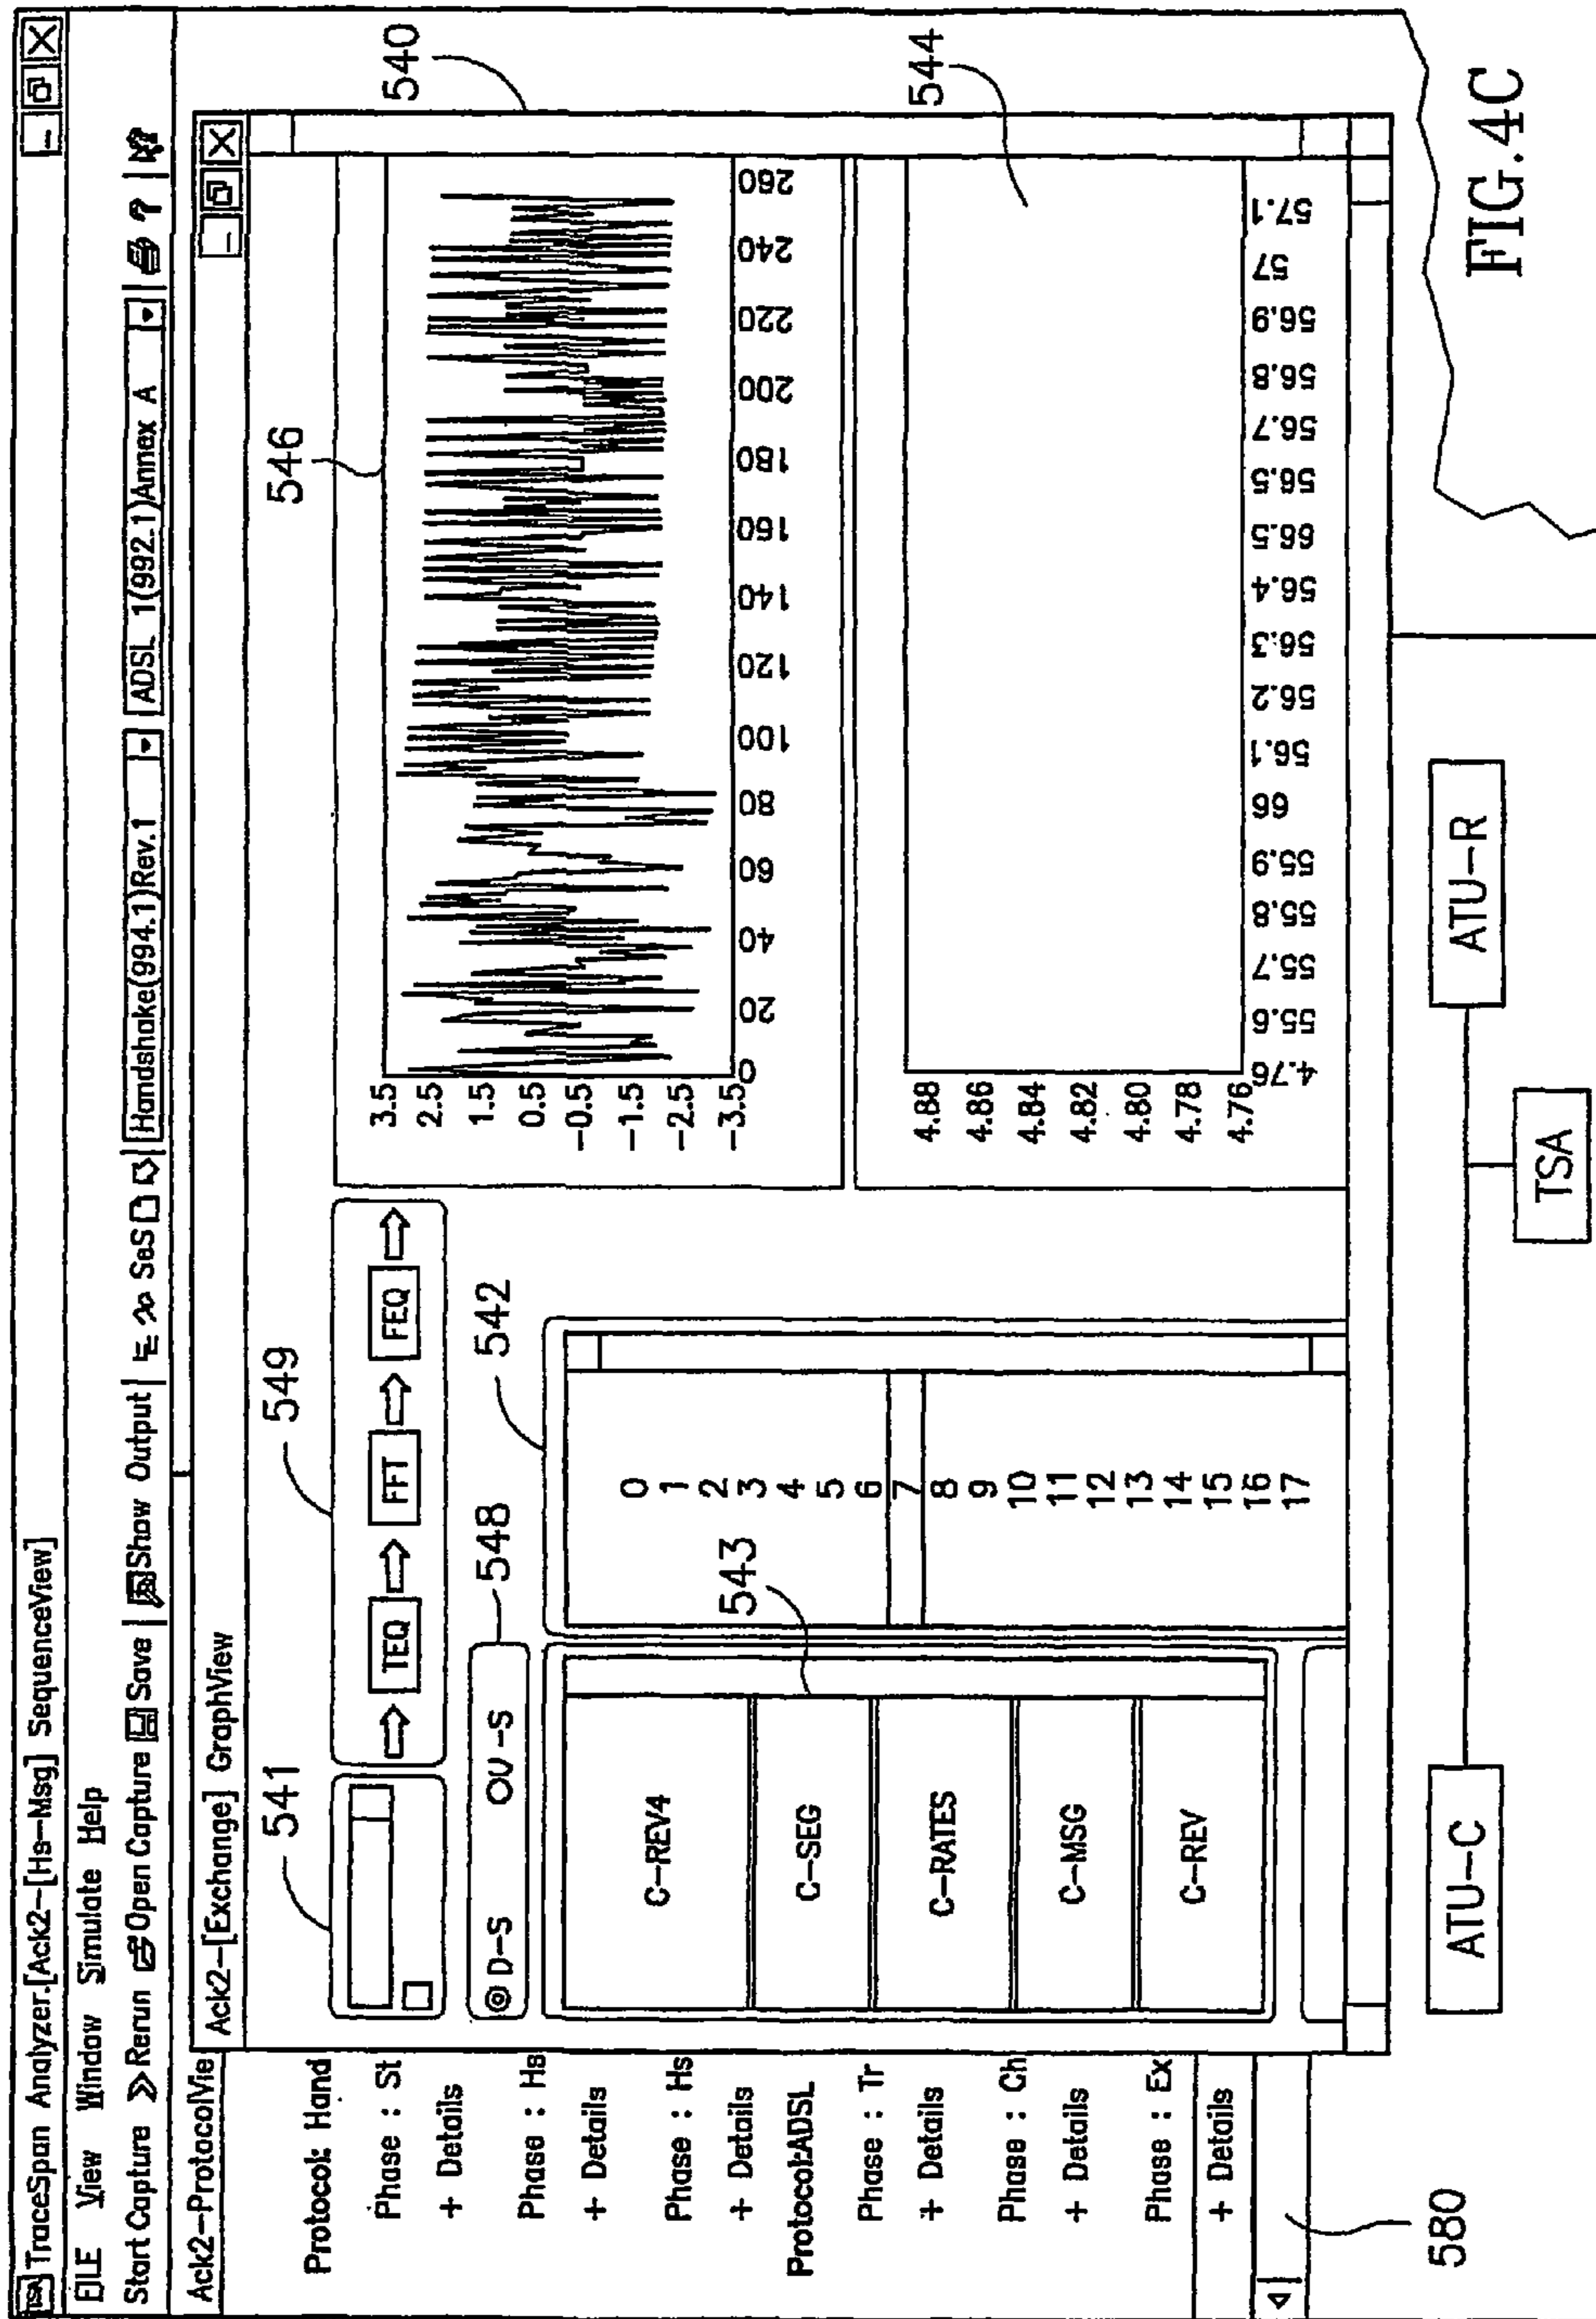 TSA TraceSpan Analyzer.[Ack2-[Hs-Msg] SequenceView]
FILE View Window Simulate Help
Start Capture Rerun Open Capture Save | Show Output | SeS Handshake(994.1)Rev.1 ADSL 1(992.1)Annex A ?
Ack2-ProtocolVie
Ack2-[Exchange] GraphView
Protocol: Hand
Phase : St
+ Details
Phase : Hs
+ Details
Phase : Hs
+ Details
Protocol:ADSL
Phase : Tr
+ Details
Phase : Ch
+ Details
Phase : Ex
+ Details
580
541
549
TEQ FFT FEQ
D-S V-S
548
543
542
C-REV4
C-SEG
C-RATES
C-MSG
C-REV
0
1
2
3
4
5
6
7
8
9
10
11
12
13
14
15
16
17
546
540
3.5
2.5
1.5
0.5
-0.5
-1.5
-2.5
-3.5
0 20 40 60 80 100 120 140 160 180 200 220 240 260
544
4.88
4.86
4.84
4.82
4.80
4.78
4.76
4.76 55.6 55.7 55.8 55.9 66 56.1 56.2 56.3 56.4 66.5 56.5 56.7 56.8 56.9 57 57.1
ATU-C
TSA
ATU-R
FIG.4C